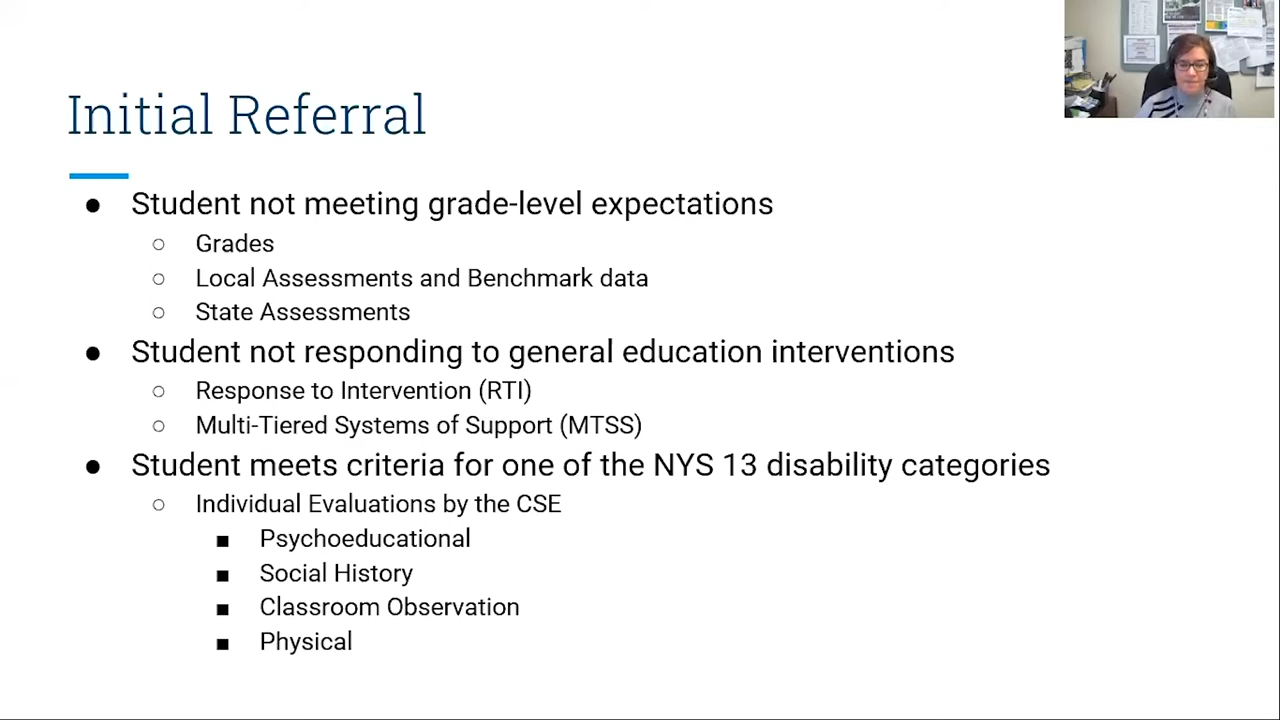 Initial Referral
● Student not meeting grade-level expectations
○ Grades
○ Local Assessments and Benchmark data
○ State Assessments
● Student not responding to general education interventions
○ Response to Intervention (RTI)
○ Multi-Tiered Systems of Support (MTSS)
● Student meets criteria for one of the NYS 13 disability categories
○ Individual Evaluations by the CSE
■ Psychoeducational
■ Social History
■ Classroom Observation
■ Physical